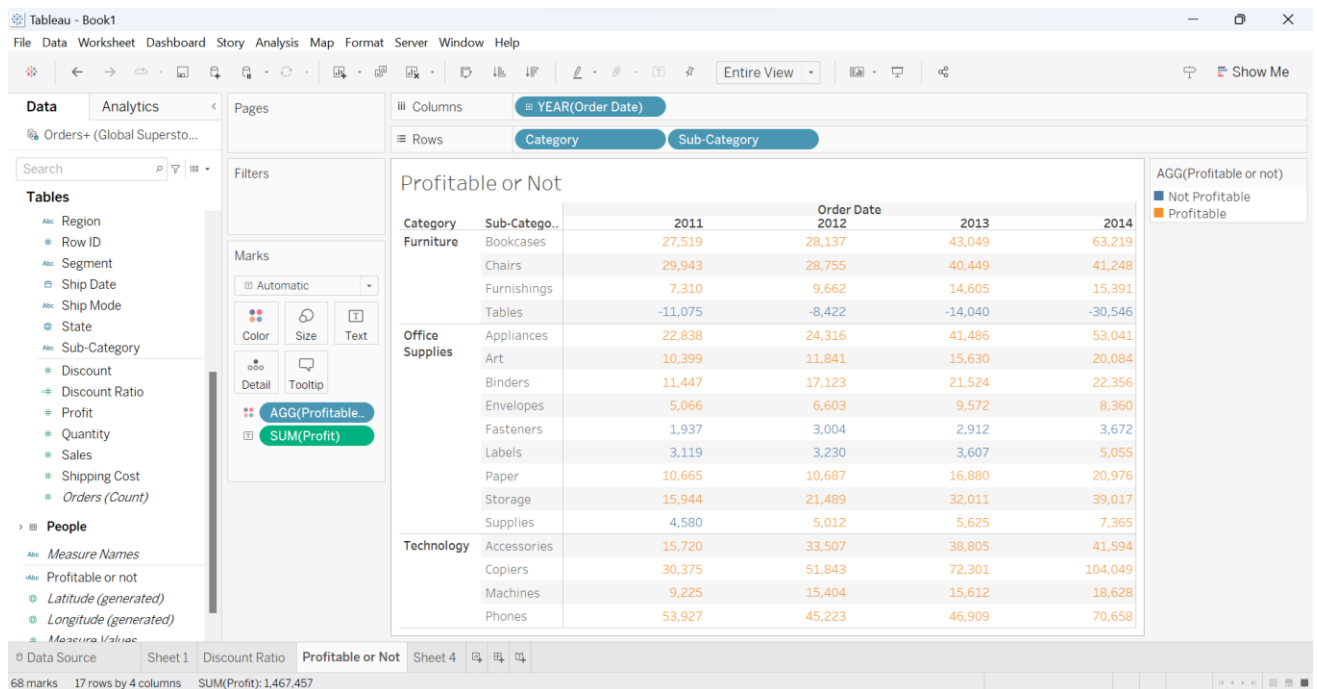 Tableau - Book1
File Data Worksheet Dashboard Story Analysis Map Format Server Window Help
Entire View
Show Me
Data Analytics
Orders+ (Global Supersto...
Search
Tables
Abc Region
# Row ID
Abc Segment
Ship Date
Abc Ship Mode
State
Abc Sub-Category
# Discount
=# Discount Ratio
# Profit
# Quantity
# Sales
# Shipping Cost
# Orders (Count)
People
Abc Measure Names
=Abc Profitable or not
Latitude (generated)
Longitude (generated)
# Measure Values
Pages
Filters
Marks
Automatic
Color Size Text
Detail Tooltip
AGG(Profitable..
SUM(Profit)
Columns YEAR(Order Date)
Rows Category Sub-Category
Profitable or Not
Order Date
Category Sub-Catego.. 2011 2012 2013 2014
Furniture Bookcases 27,519 28,137 43,049 63,219
Chairs 29,943 28,755 40,449 41,248
Furnishings 7,310 9,662 14,605 15,391
Tables -11,075 -8,422 -14,040 -30,546
Office Supplies Appliances 22,838 24,316 41,486 53,041
Art 10,399 11,841 15,630 20,084
Binders 11,447 17,123 21,524 22,356
Envelopes 5,066 6,603 9,572 8,360
Fasteners 1,937 3,004 2,912 3,672
Labels 3,119 3,230 3,607 5,055
Paper 10,665 10,687 16,880 20,976
Storage 15,944 21,489 32,011 39,017
Supplies 4,580 5,012 5,625 7,365
Technology Accessories 15,720 33,507 38,805 41,594
Copiers 30,375 51,843 72,301 104,049
Machines 9,225 15,404 15,612 18,628
Phones 53,927 45,223 46,909 70,658
AGG(Profitable or not)
Not Profitable
Profitable
Data Source Sheet 1 Discount Ratio Profitable or Not Sheet 4
68 marks 17 rows by 4 columns SUM(Profit): 1,467,457